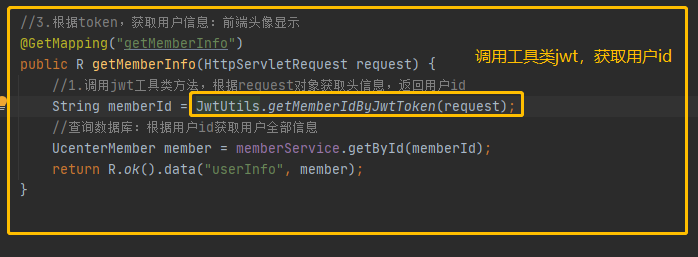 //3.根据token，获取用户信息：前端头像显示
@GetMapping("getMemberInfo")
public R getMemberInfo(HttpServletRequest request) {
调用工具类jwt，获取用户id
//1.调用jwt工具类方法，根据request对象获取头信息，返回用户id
String memberId = JwtUtils.getMemberIdByJwtToken(request);
//查询数据库：根据用户id获取用户全部信息
UcenterMember member = memberService.getById(memberId);
return R.ok().data("userInfo", member);
}